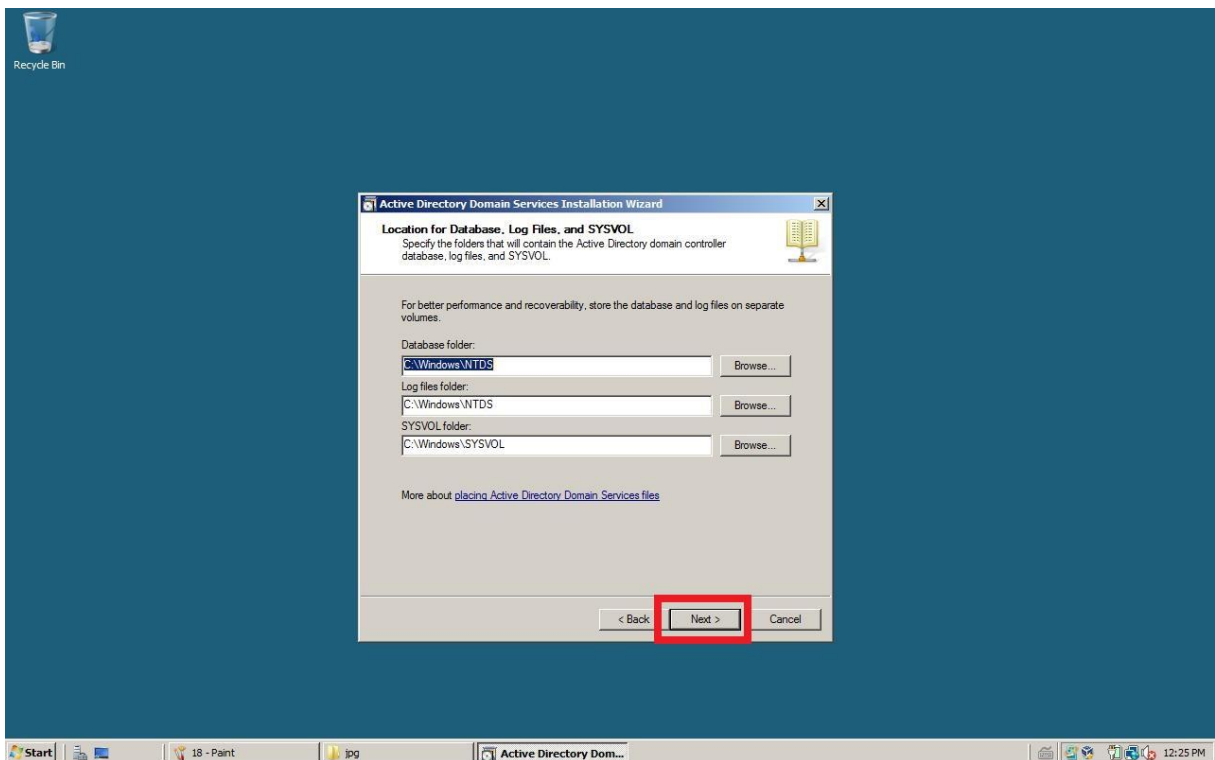 Recycle Bin
Active Directory Domain Services Installation Wizard
Location for Database, Log Files, and SYSVOL
Specify the folders that will contain the Active Directory domain controller
database, log files, and SYSVOL.
For better performance and recoverability, store the database and log files on separate
volumes.
Database folder:
C:\Windows\NTDS
Browse...
Log files folder:
C:\Windows\NTDS
Browse...
SYSVOL folder:
C:\Windows\SYSVOL
Browse...
More about placing Active Directory Domain Services files
< Back
Next >
Cancel
Start
18 - Paint
jpg
Active Directory Dom...
12:25 PM